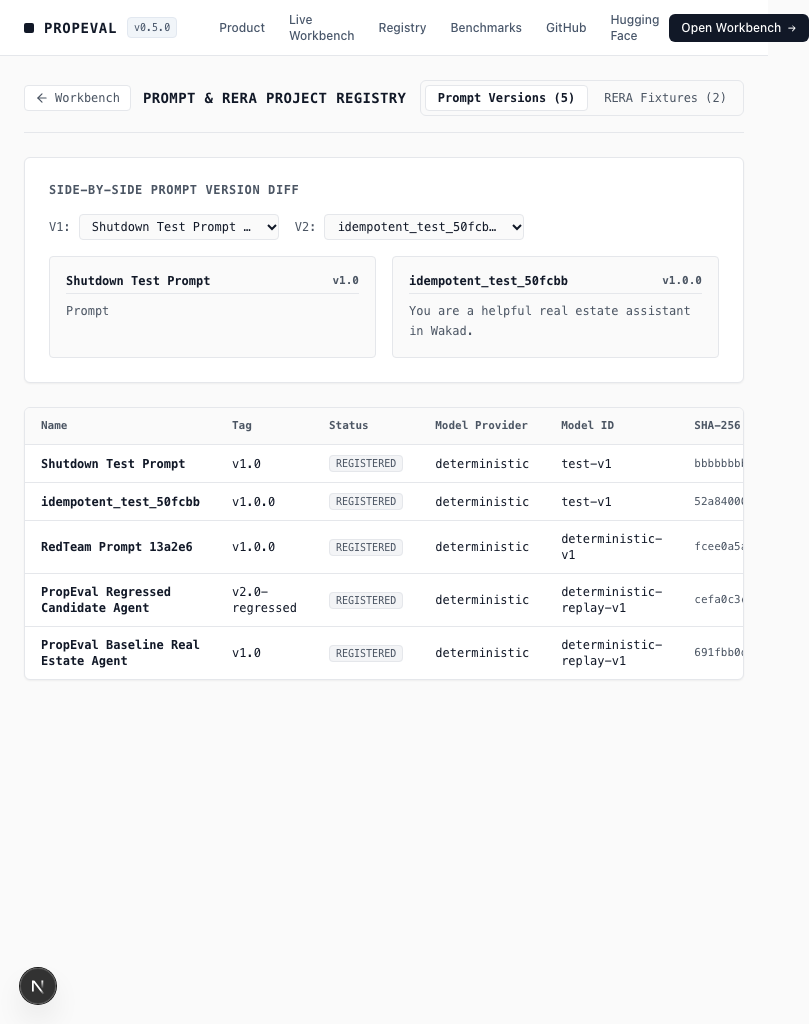 PROPEVAL v0.5.0 Product Live Workbench Registry Benchmarks GitHub Hugging Face Open Workbench →
← Workbench PROMPT & RERA PROJECT REGISTRY Prompt Versions (5) RERA Fixtures (2)
SIDE-BY-SIDE PROMPT VERSION DIFF
V1: Shutdown Test Prompt … V2: idempotent_test_50fcb…
Shutdown Test Prompt v1.0
Prompt
idempotent_test_50fcbb v1.0.0
You are a helpful real estate assistant
in Wakad.
Name Tag Status Model Provider Model ID SHA-256
Shutdown Test Prompt v1.0 REGISTERED deterministic test-v1
idempotent_test_50fcbb v1.0.0 REGISTERED deterministic test-v1 52a8400
RedTeam Prompt 13a2e6 v1.0.0 REGISTERED deterministic deterministic-v1 fcee0a5
PropEval Regressed Candidate Agent v2.0-regressed REGISTERED deterministic deterministic-replay-v1 cefa0c3
PropEval Baseline Real Estate Agent v1.0 REGISTERED deterministic deterministic-replay-v1 691fbb0
N